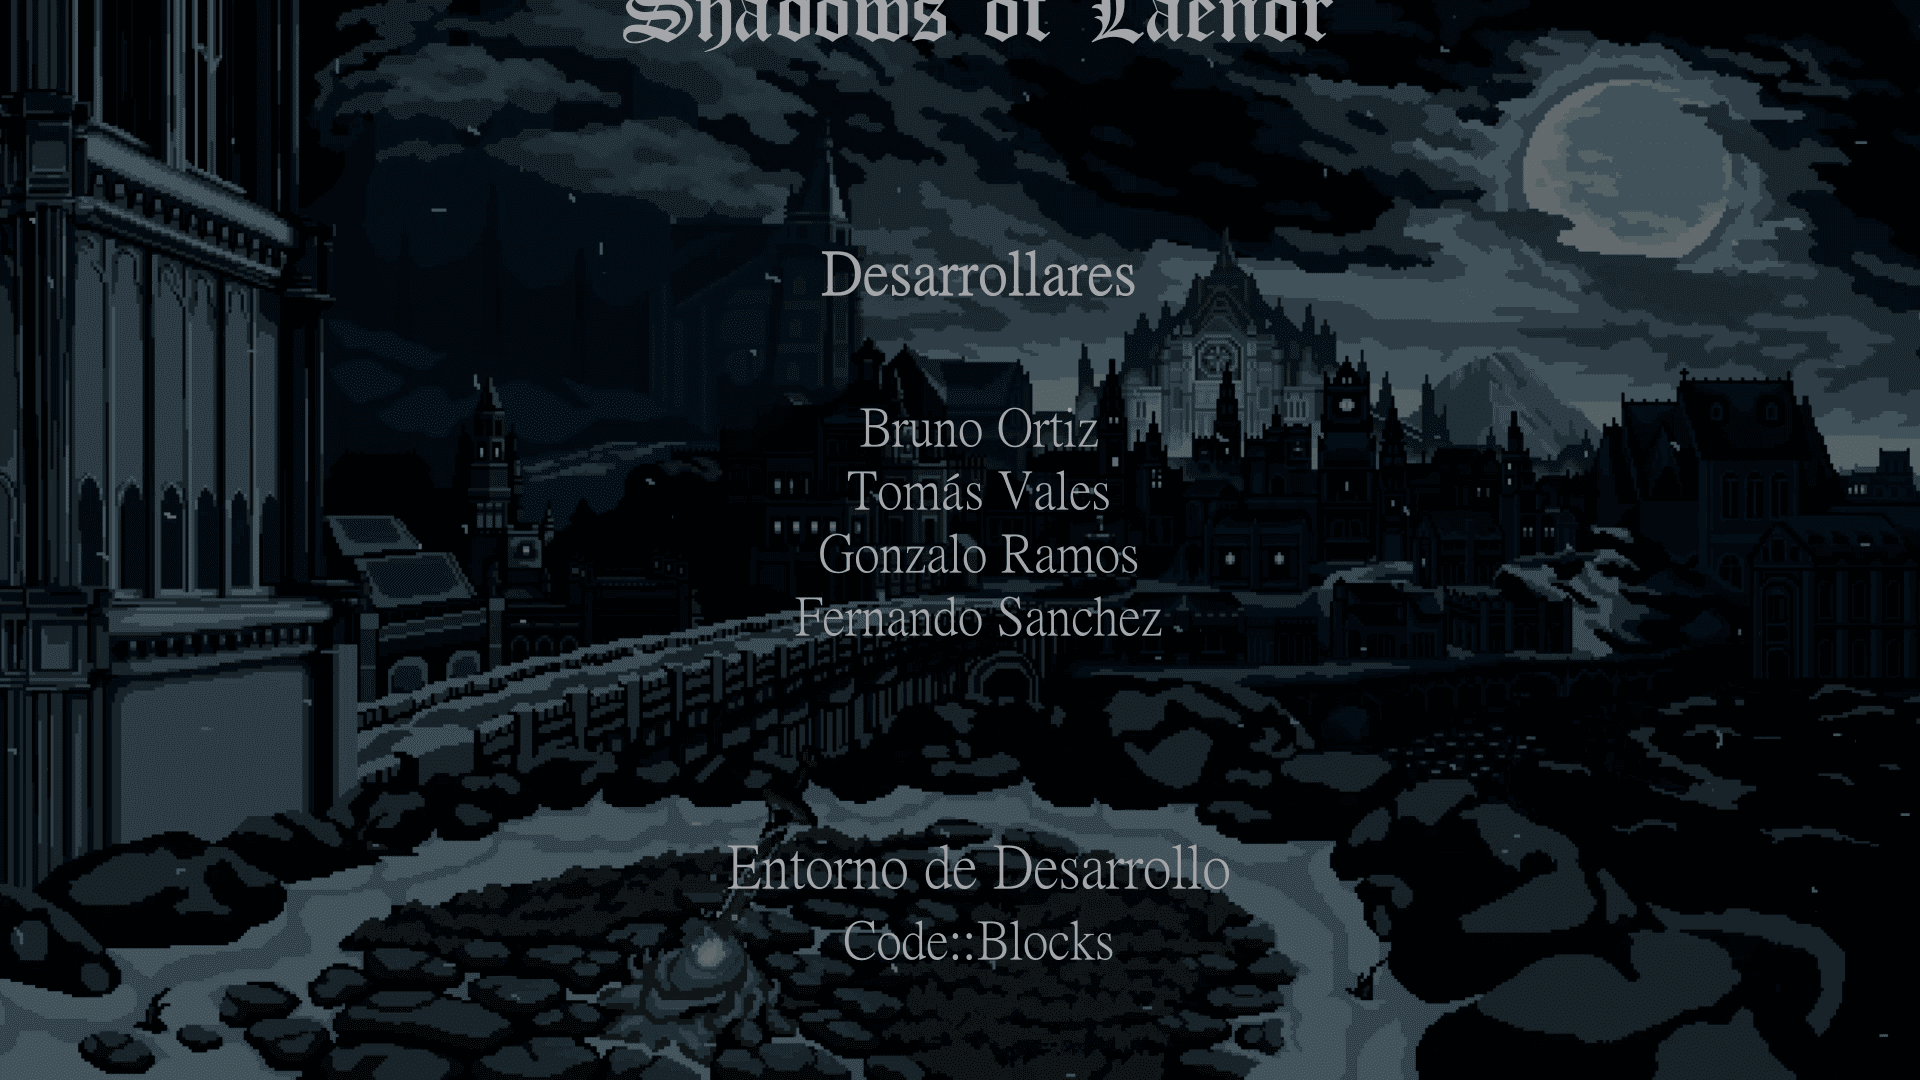 Shadows of Laenor
Desarrollares
Bruno Ortiz
Tomás Vales
Gonzalo Ramos
Fernando Sanchez
Entorno de Desarrollo
Code::Blocks